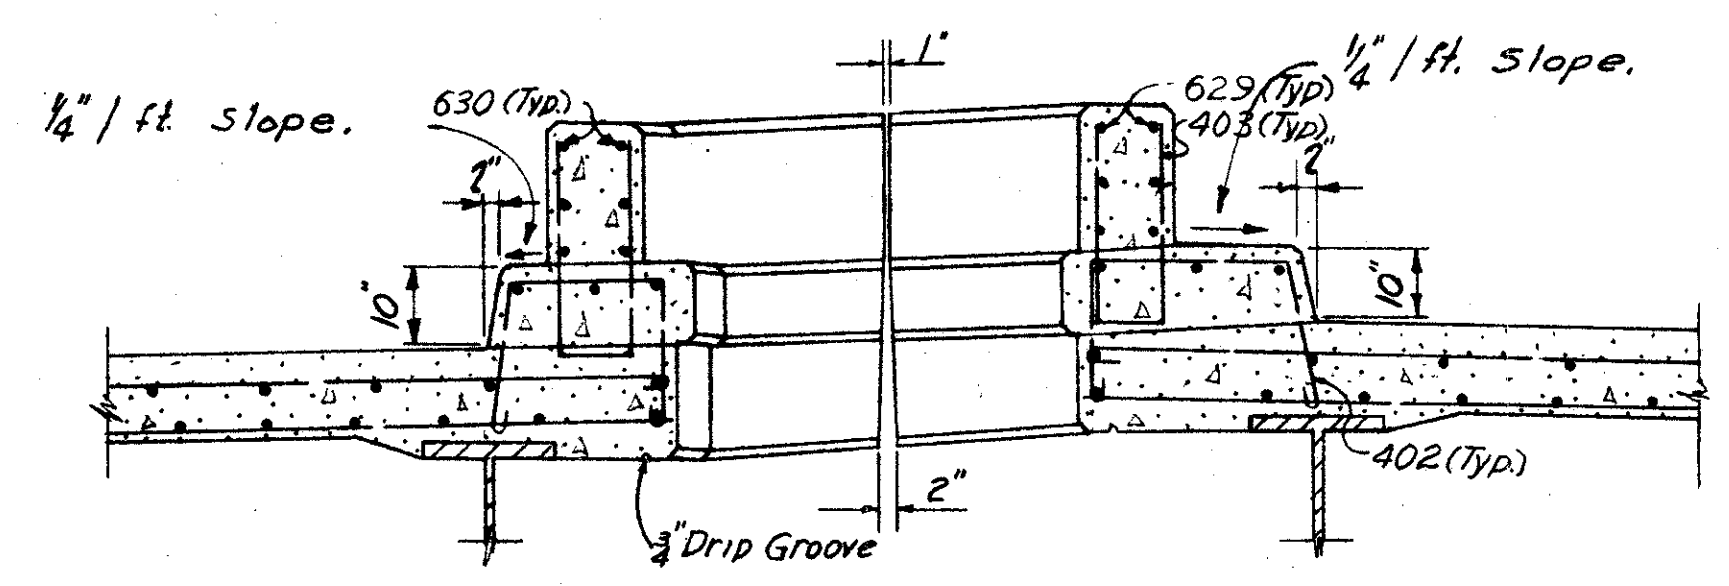 1"
1/4" / ft. Slope.
1/4" / ft. Slope.
630 (Typ.)
629 (Typ)
403 (Typ)
2"
2"
10"
10"
402 (Typ.)
2"
3/4" Drip Groove